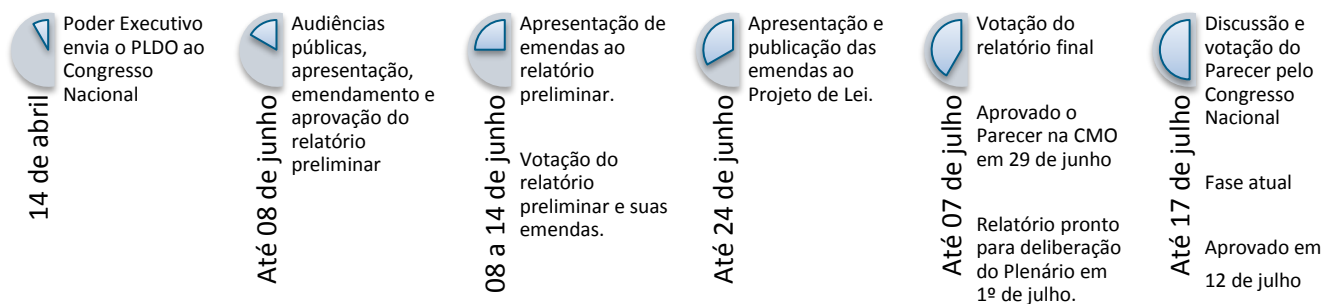 14 de abril
Poder Executivo
envia o PLDO ao
Congresso
Nacional
Até 08 de junho
Audiências
públicas,
apresentação,
emendamento e
aprovação do
relatório
preliminar
08 a 14 de junho
Apresentação de
emendas ao
relatório
preliminar.
Votação do
relatório
preliminar e suas
emendas.
Até 24 de junho
Apresentação e
publicação das
emendas ao
Projeto de Lei.
Até 07 de julho
Votação do
relatório final
Aprovado o
Parecer na CMO
em 29 de junho
Relatório pronto
para deliberação
do Plenário em
1º de julho.
Até 17 de julho
Discussão e
votação do
Parecer pelo
Congresso
Nacional
Fase atual
Aprovado em
12 de julho